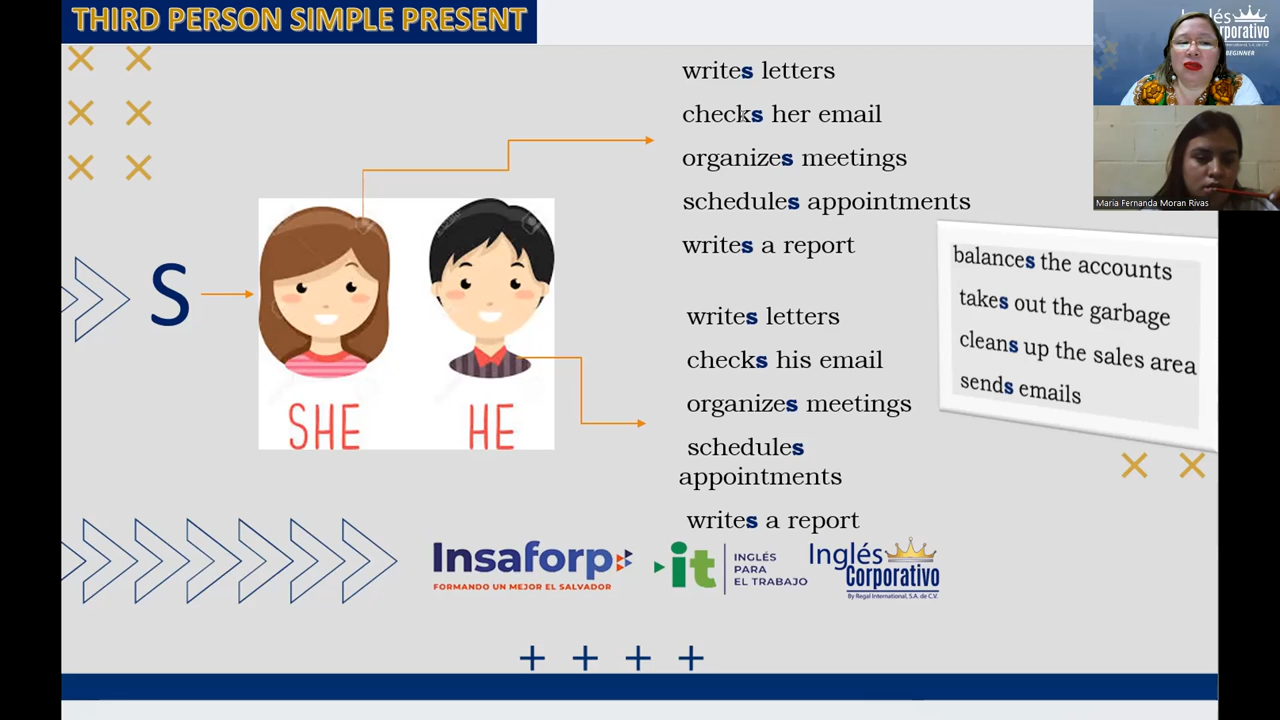 THIRD PERSON SIMPLE PRESENT
writes letters
checks her email
organizes meetings
schedules appointments
writes a report
S
SHE
HE
writes letters
checks his email
organizes meetings
schedules
appointments
writes a report
balances the accounts
takes out the garbage
cleans up the sales area
sends emails
Insaforp
FORMANDO UN MEJOR EL SALVADOR
it
INGLÉS
PARA
EL TRABAJO
Inglés
Corporativo
By Regal International, S.A. de C.V.
Inglés
Corporativo
BEGINNER
Maria Fernanda Moran Rivas